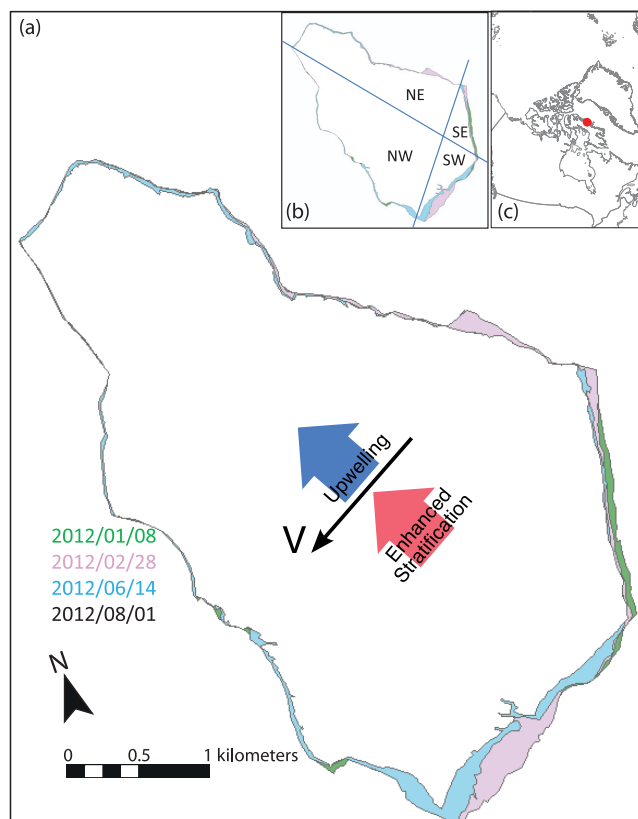 (a)
NE
SE
NW
SW
(b)
(c)
Upwelling
Enhanced
Stratification
V
2012/01/08
2012/02/28
2012/06/14
2012/08/01
N
0 0.5 1 kilometers